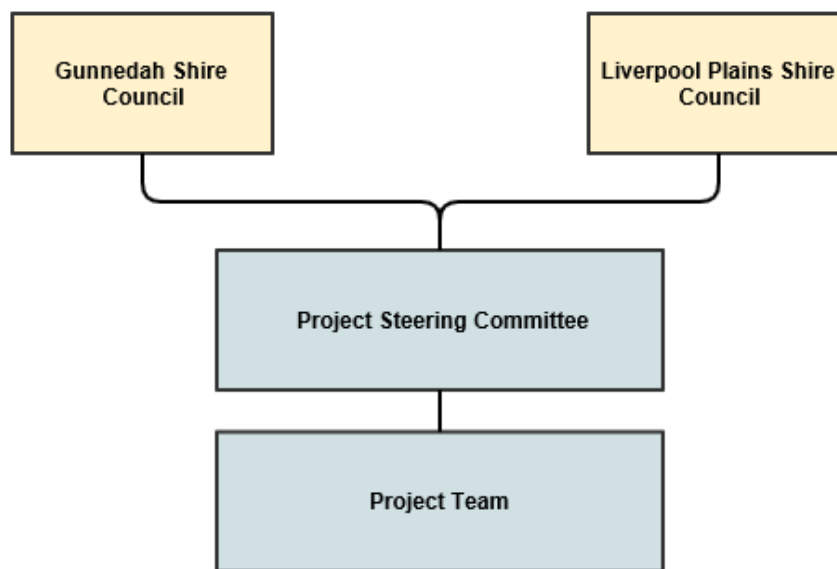 Gunnedah Shire
Council
Liverpool Plains Shire
Council
Project Steering Committee
Project Team